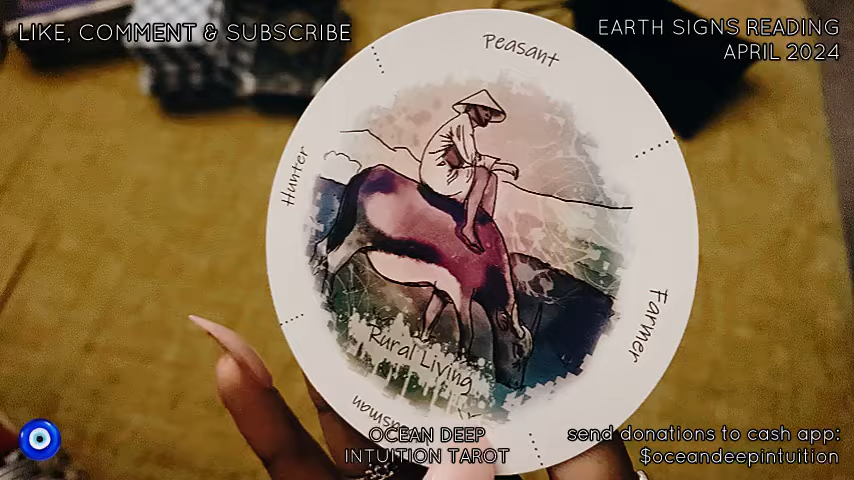 LIKE, COMMENT & SUBSCRIBE
EARTH SIGNS READING
APRIL 2024
Peasant
Hunter
Farmer
Rural Living
OCEAN DEEP
INTUITION TAROT
send donations to cash app:
$oceandeepintuition